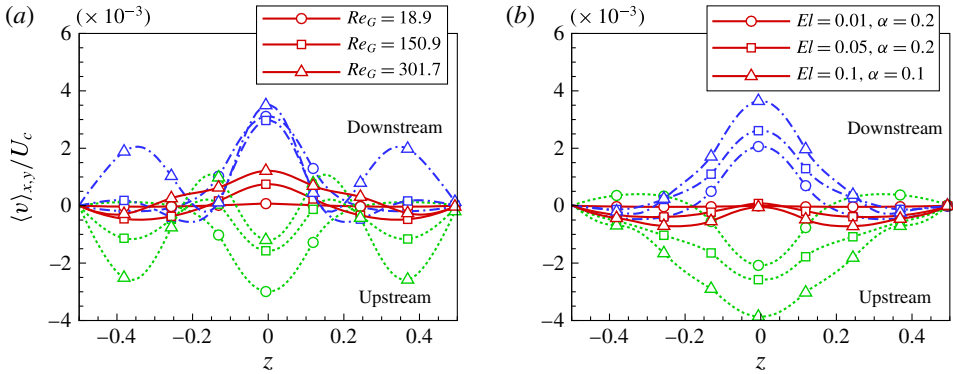 (a) (× 10⁻³)
6
4
2
0
−2
−4
⟨v⟩x,y/Uc
Re_G = 18.9
Re_G = 150.9
Re_G = 301.7
Downstream
Upstream
−0.4 −0.2 0 0.2 0.4
z
(b) (× 10⁻³)
6
4
2
0
−2
−4
El = 0.01, α = 0.2
El = 0.05, α = 0.2
El = 0.1, α = 0.1
Downstream
Upstream
−0.4 −0.2 0 0.2 0.4
z